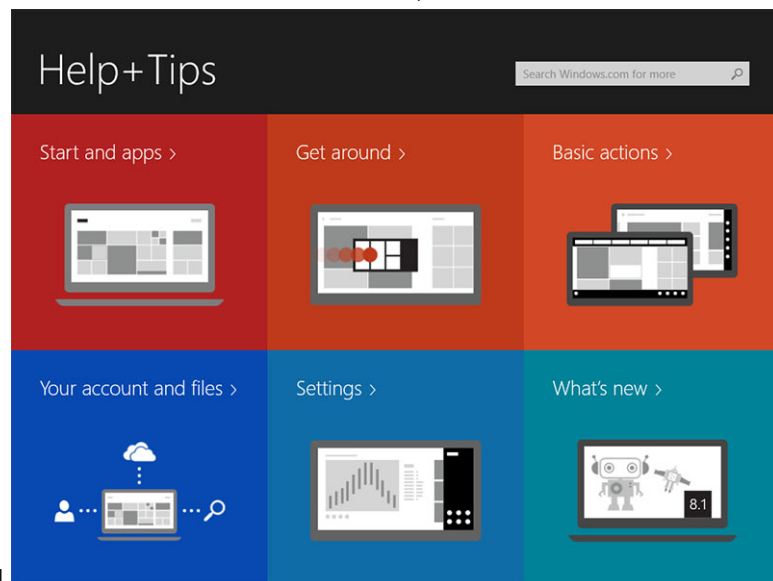 Help+Tips
Search Windows.com for more
Start and apps >
Get around >
Basic actions >
Your account and files >
Settings >
What's new >
8.1